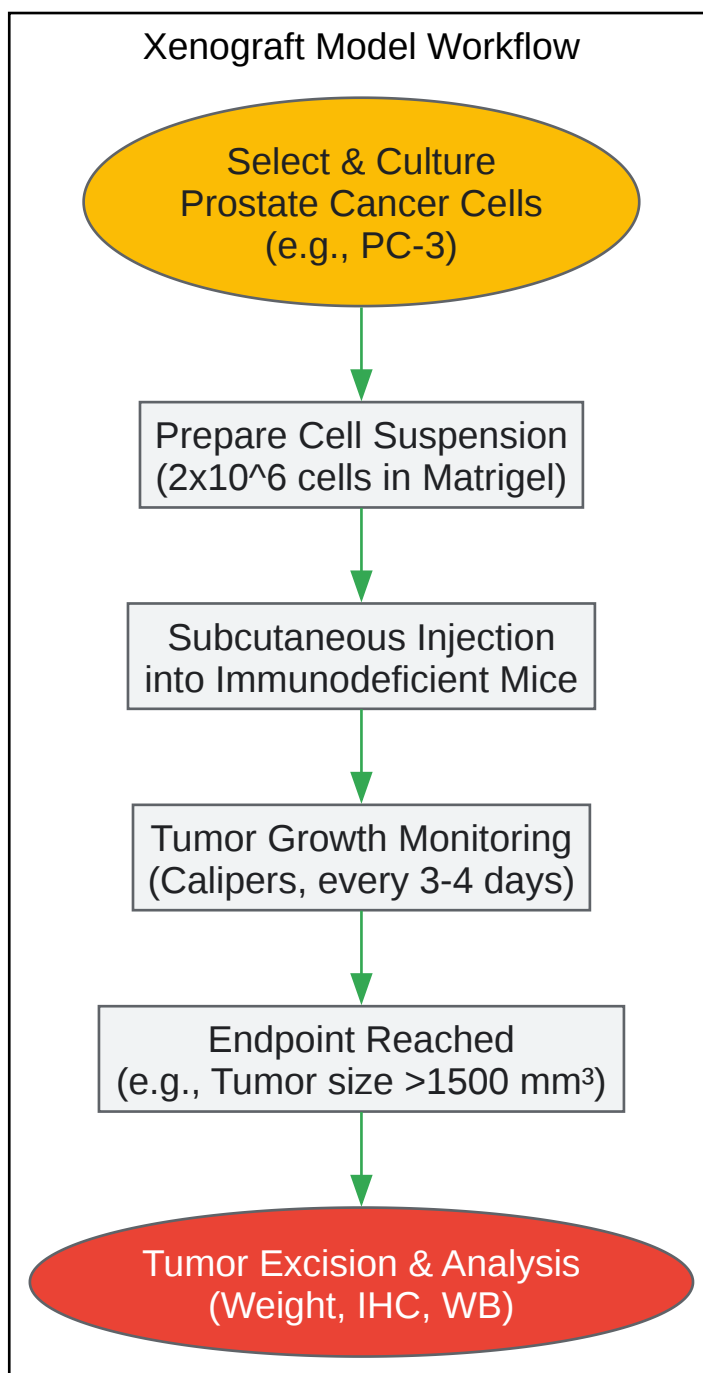 Xenograft Model Workflow
Select & Culture
Prostate Cancer Cells
(e.g., PC-3)
Prepare Cell Suspension
(2x10^6 cells in Matrigel)
Subcutaneous Injection
into Immunodeficient Mice
Tumor Growth Monitoring
(Calipers, every 3-4 days)
Endpoint Reached
(e.g., Tumor size >1500 mm³)
Tumor Excision & Analysis
(Weight, IHC, WB)